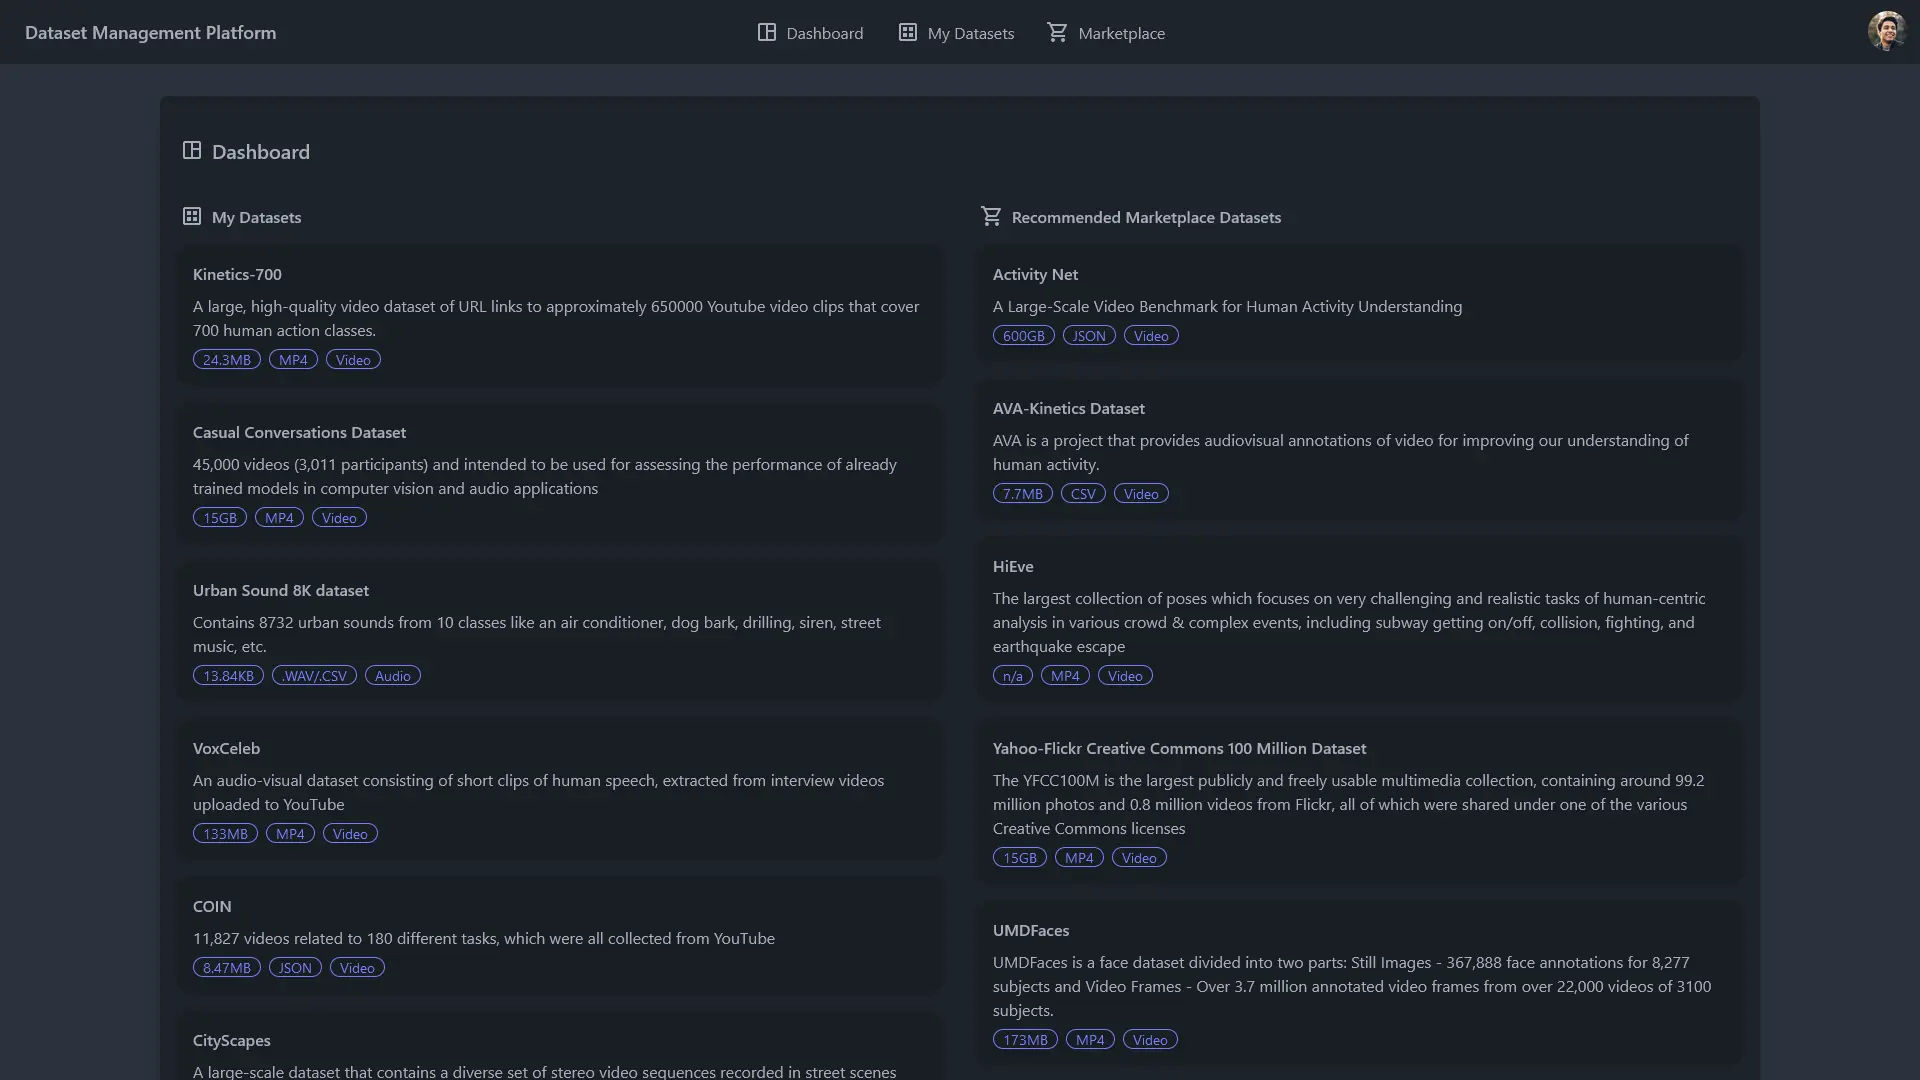 Dataset Management Platform
Dashboard
My Datasets
Marketplace
Dashboard
My Datasets
Kinetics-700
A large, high-quality video dataset of URL links to approximately 650000 Youtube video clips that cover
700 human action classes.
24.3MB MP4 Video
Casual Conversations Dataset
45,000 videos (3,011 participants) and intended to be used for assessing the performance of already
trained models in computer vision and audio applications
15GB MP4 Video
Urban Sound 8K dataset
Contains 8732 urban sounds from 10 classes like an air conditioner, dog bark, drilling, siren, street
music, etc.
13.84KB .WAV/.CSV Audio
VoxCeleb
An audio-visual dataset consisting of short clips of human speech, extracted from interview videos
uploaded to YouTube
133MB MP4 Video
COIN
11,827 videos related to 180 different tasks, which were all collected from YouTube
8.47MB JSON Video
CityScapes
A large-scale dataset that contains a diverse set of stereo video sequences recorded in street scenes
Recommended Marketplace Datasets
Activity Net
A Large-Scale Video Benchmark for Human Activity Understanding
600GB JSON Video
AVA-Kinetics Dataset
AVA is a project that provides audiovisual annotations of video for improving our understanding of
human activity.
7.7MB CSV Video
HiEve
The largest collection of poses which focuses on very challenging and realistic tasks of human-centric
analysis in various crowd & complex events, including subway getting on/off, collision, fighting, and
earthquake escape
n/a MP4 Video
Yahoo-Flickr Creative Commons 100 Million Dataset
The YFCC100M is the largest publicly and freely usable multimedia collection, containing around 99.2
million photos and 0.8 million videos from Flickr, all of which were shared under one of the various
Creative Commons licenses
15GB MP4 Video
UMDFaces
UMDFaces is a face dataset divided into two parts: Still Images - 367,888 face annotations for 8,277
subjects and Video Frames - Over 3.7 million annotated video frames from over 22,000 videos of 3100
subjects.
173MB MP4 Video